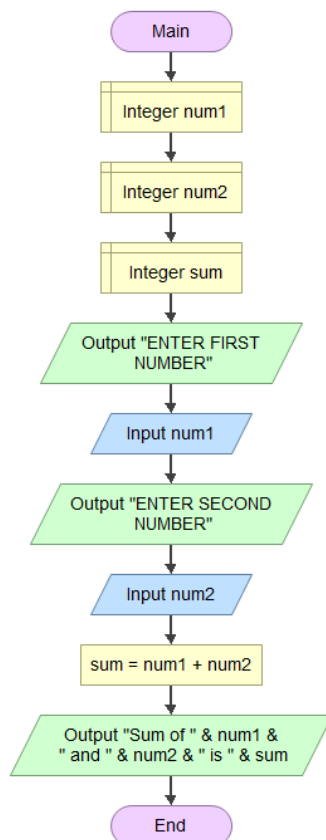 Main
Integer num1
Integer num2
Integer sum
Output "ENTER FIRST
NUMBER"
Input num1
Output "ENTER SECOND
NUMBER"
Input num2
sum = num1 + num2
Output "Sum of " & num1 &
" and " & num2 & " is " & sum
End